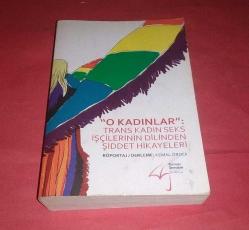 "O KADINLAR":
TRANS KADIN SEKS
İŞÇİLERİNİN DİLİNDEN
ŞİDDET HİKAYELERİ
RÖPORTAJ / DERLEME: KEMAL ÖRDEK